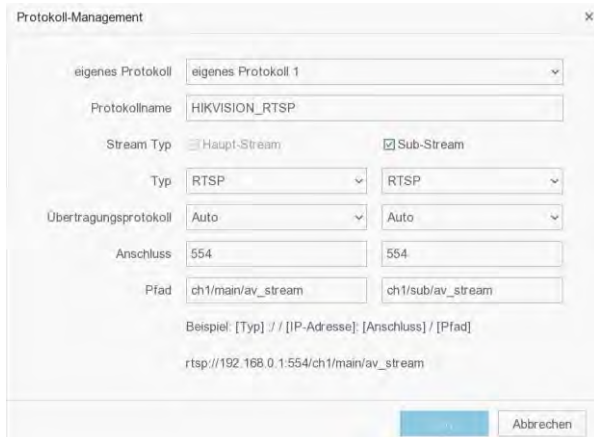 Protokoll-Management ×
eigenes Protokoll eigenes Protokoll 1
Protokollname HIKVISION_RTSP
Stream Typ Haupt-Stream Sub-Stream
Typ RTSP RTSP
Übertragungsprotokoll Auto Auto
Anschluss 554 554
Pfad ch1/main/av_stream ch1/sub/av_stream
Beispiel: [Typ] :/ / [IP-Adresse]: [Anschluss] / [Pfad]
rtsp://192.168.0.1:554/ch1/main/av_stream
Abbrechen